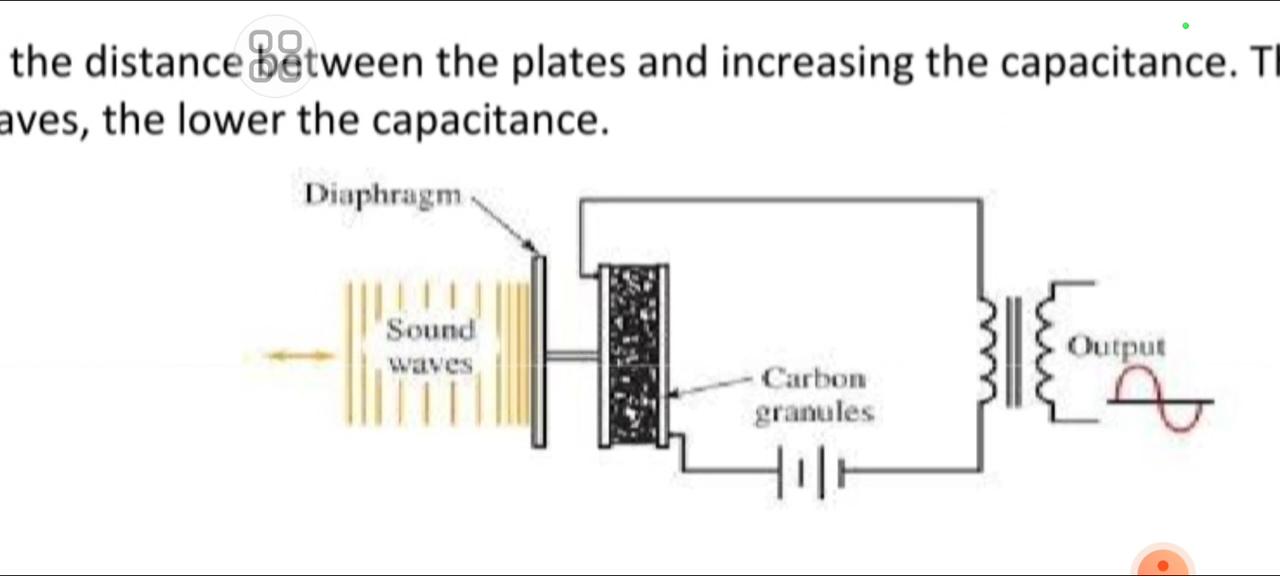 the distance between the plates and increasing the capacitance.
aves, the lower the capacitance.
Diaphragm
Sound
waves
Output
Carbon
granules